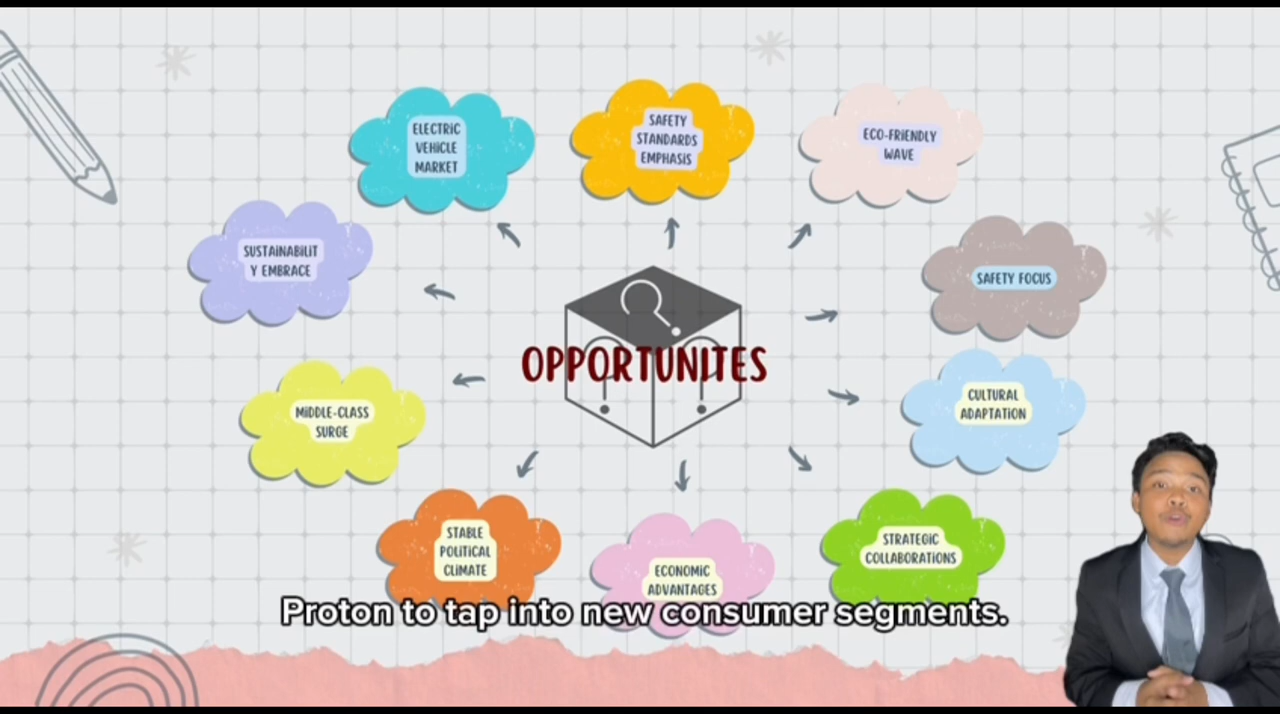 ELECTRIC
VEHICLE
MARKET
SAFETY
STANDARDS
EMPHASIS
ECO-FRIENDLY
WAVE
SUSTAINABILIT
Y EMBRACE
SAFETY FOCUS
OPPORTUNITES
MIDDLE-CLASS
SURGE
CULTURAL
ADAPTATION
STABLE
POLITICAL
CLIMATE
ECONOMIC
ADVANTAGES
STRATEGIC
COLLABORATIONS
Proton to tap into new consumer segments.